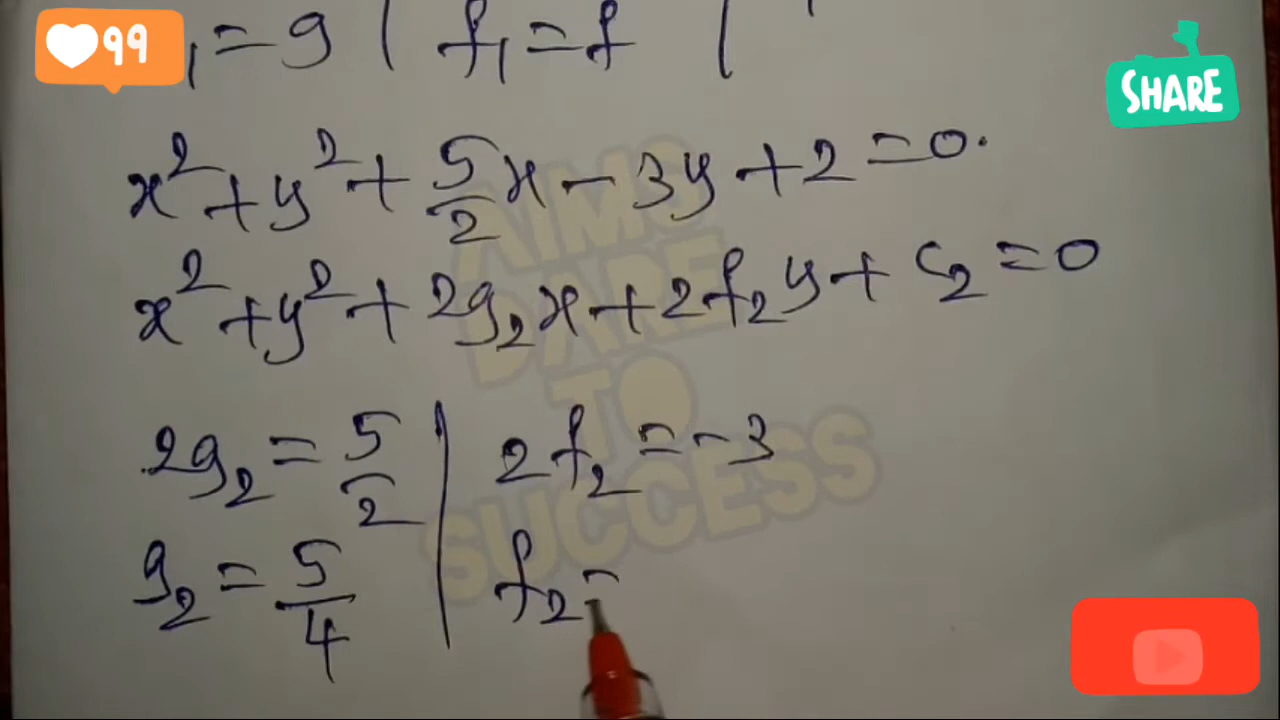 99
SHARE
₁ = g | f₁ = f |
x² + y² + 5/2 x − 3y + 2 = 0.
x² + y² + 2g₂x + 2f₂y + c₂ = 0
2g₂ = 5/2 | 2f₂ = −3
g₂ = 5/4 | f₂ =
AIMS
DARE
TO
SUCCESS